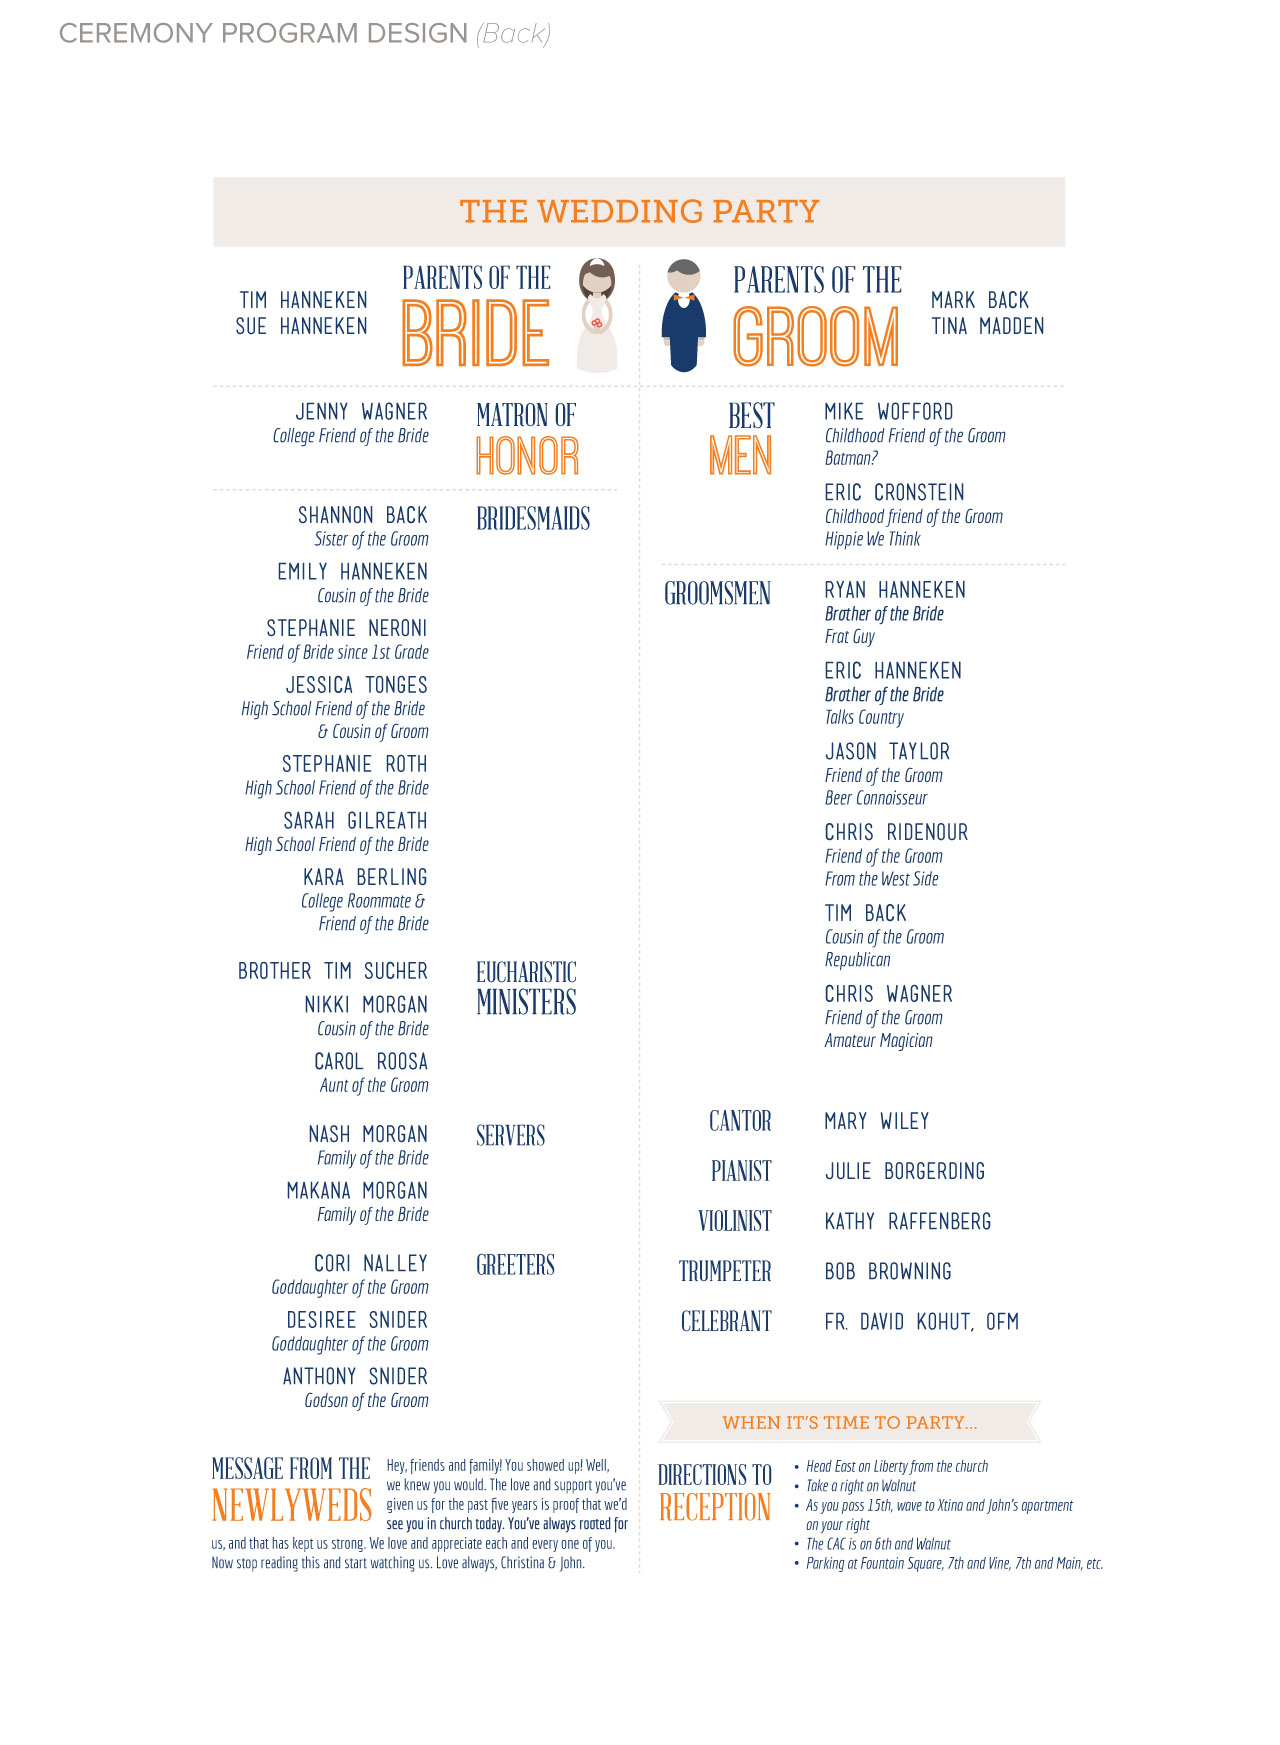 CEREMONY PROGRAM DESIGN (Back)
THE WEDDING PARTY
TIM HANNEKEN
SUE HANNEKEN
PARENTS OF THE
BRIDE
PARENTS OF THE
GROOM
MARK BACK
TINA MADDEN
JENNY WAGNER
College Friend of the Bride
MATRON OF
HONOR
SHANNON BACK
Sister of the Groom
BRIDESMAIDS
EMILY HANNEKEN
Cousin of the Bride
STEPHANIE NERONI
Friend of Bride since 1st Grade
JESSICA TONGES
High School Friend of the Bride
& Cousin of Groom
STEPHANIE ROTH
High School Friend of the Bride
SARAH GILREATH
High School Friend of the Bride
KARA BERLING
College Roommate &
Friend of the Bride
BROTHER TIM SUCHER
EUCHARISTIC
MINISTERS
NIKKI MORGAN
Cousin of the Bride
CAROL ROOSA
Aunt of the Groom
NASH MORGAN
Family of the Bride
SERVERS
MAKANA MORGAN
Family of the Bride
CORI NALLEY
Goddaughter of the Groom
GREETERS
DESIREE SNIDER
Goddaughter of the Groom
ANTHONY SNIDER
Godson of the Groom
BEST
MEN
MIKE WOFFORD
Childhood Friend of the Groom
Batman?
ERIC CRONSTEIN
Childhood friend of the Groom
Hippie We Think
GROOMSMEN
RYAN HANNEKEN
Brother of the Bride
Frat Guy
ERIC HANNEKEN
Brother of the Bride
Talks Country
JASON TAYLOR
Friend of the Groom
Beer Connoisseur
CHRIS RIDENOUR
Friend of the Groom
From the West Side
TIM BACK
Cousin of the Groom
Republican
CHRIS WAGNER
Friend of the Groom
Amateur Magician
CANTOR
MARY WILEY
PIANIST
JULIE BORGERDING
VIOLINIST
KATHY RAFFENBERG
TRUMPETER
BOB BROWNING
CELEBRANT
FR. DAVID KOHUT, OFM
MESSAGE FROM THE
NEWLYWEDS
Hey, friends and family! You showed up! Well,
we knew you would. The love and support you've
given us for the past five years is proof that we'd
see you in church today. You've always rooted for
us, and that has kept us strong. We love and appreciate each and every one of you.
Now stop reading this and start watching us. Love always, Christina & John.
WHEN IT'S TIME TO PARTY...
DIRECTIONS TO
RECEPTION
• Head East on Liberty from the church
• Take a right on Walnut
• As you pass 15th, wave to Xtina and John's apartment
on your right
• The CAC is on 6th and Walnut
• Parking at Fountain Square, 7th and Vine, 7th and Main, etc.